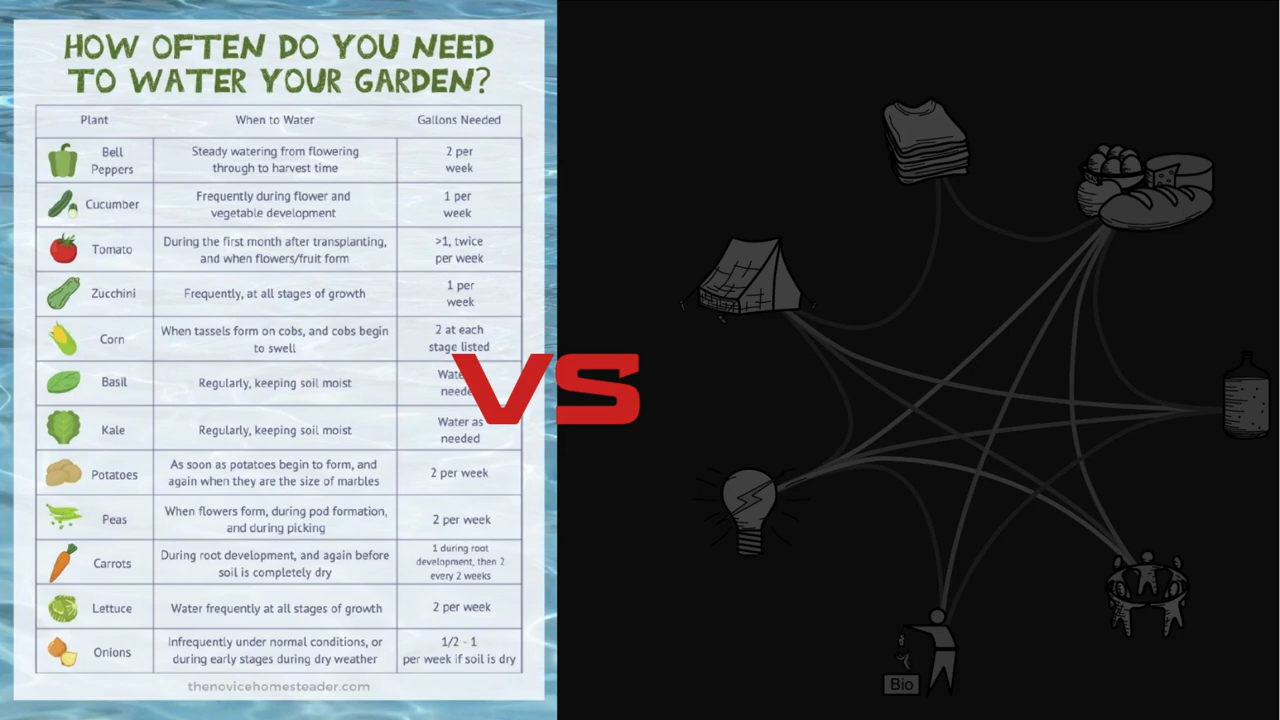 HOW OFTEN DO YOU NEED
TO WATER YOUR GARDEN?
Plant When to Water Gallons Needed
Bell
Peppers
Steady watering from flowering
through to harvest time
2 per
week
Cucumber
Frequently during flower and
vegetable development
1 per
week
Tomato
During the first month after transplanting,
and when flowers/fruit form
>1, twice
per week
Zucchini
Frequently, at all stages of growth
1 per
week
Corn
When tassels form on cobs, and cobs begin
to swell
2 at each
stage listed
Basil
Regularly, keeping soil moist
VS
Kale
Regularly, keeping soil moist
Water as
needed
Potatoes
As soon as potatoes begin to form, and
again when they are the size of marbles
2 per week
Peas
When flowers form, during pod formation,
and during picking
2 per week
Carrots
During root development, and again before
soil is completely dry
1 during root
development, then 2
every 2 weeks
Lettuce
Water frequently at all stages of growth
2 per week
Onions
Infrequently under normal conditions, or
during early stages during dry weather
1/2 - 1
per week if soil is dry
thenovicehomesteader.com
Bio